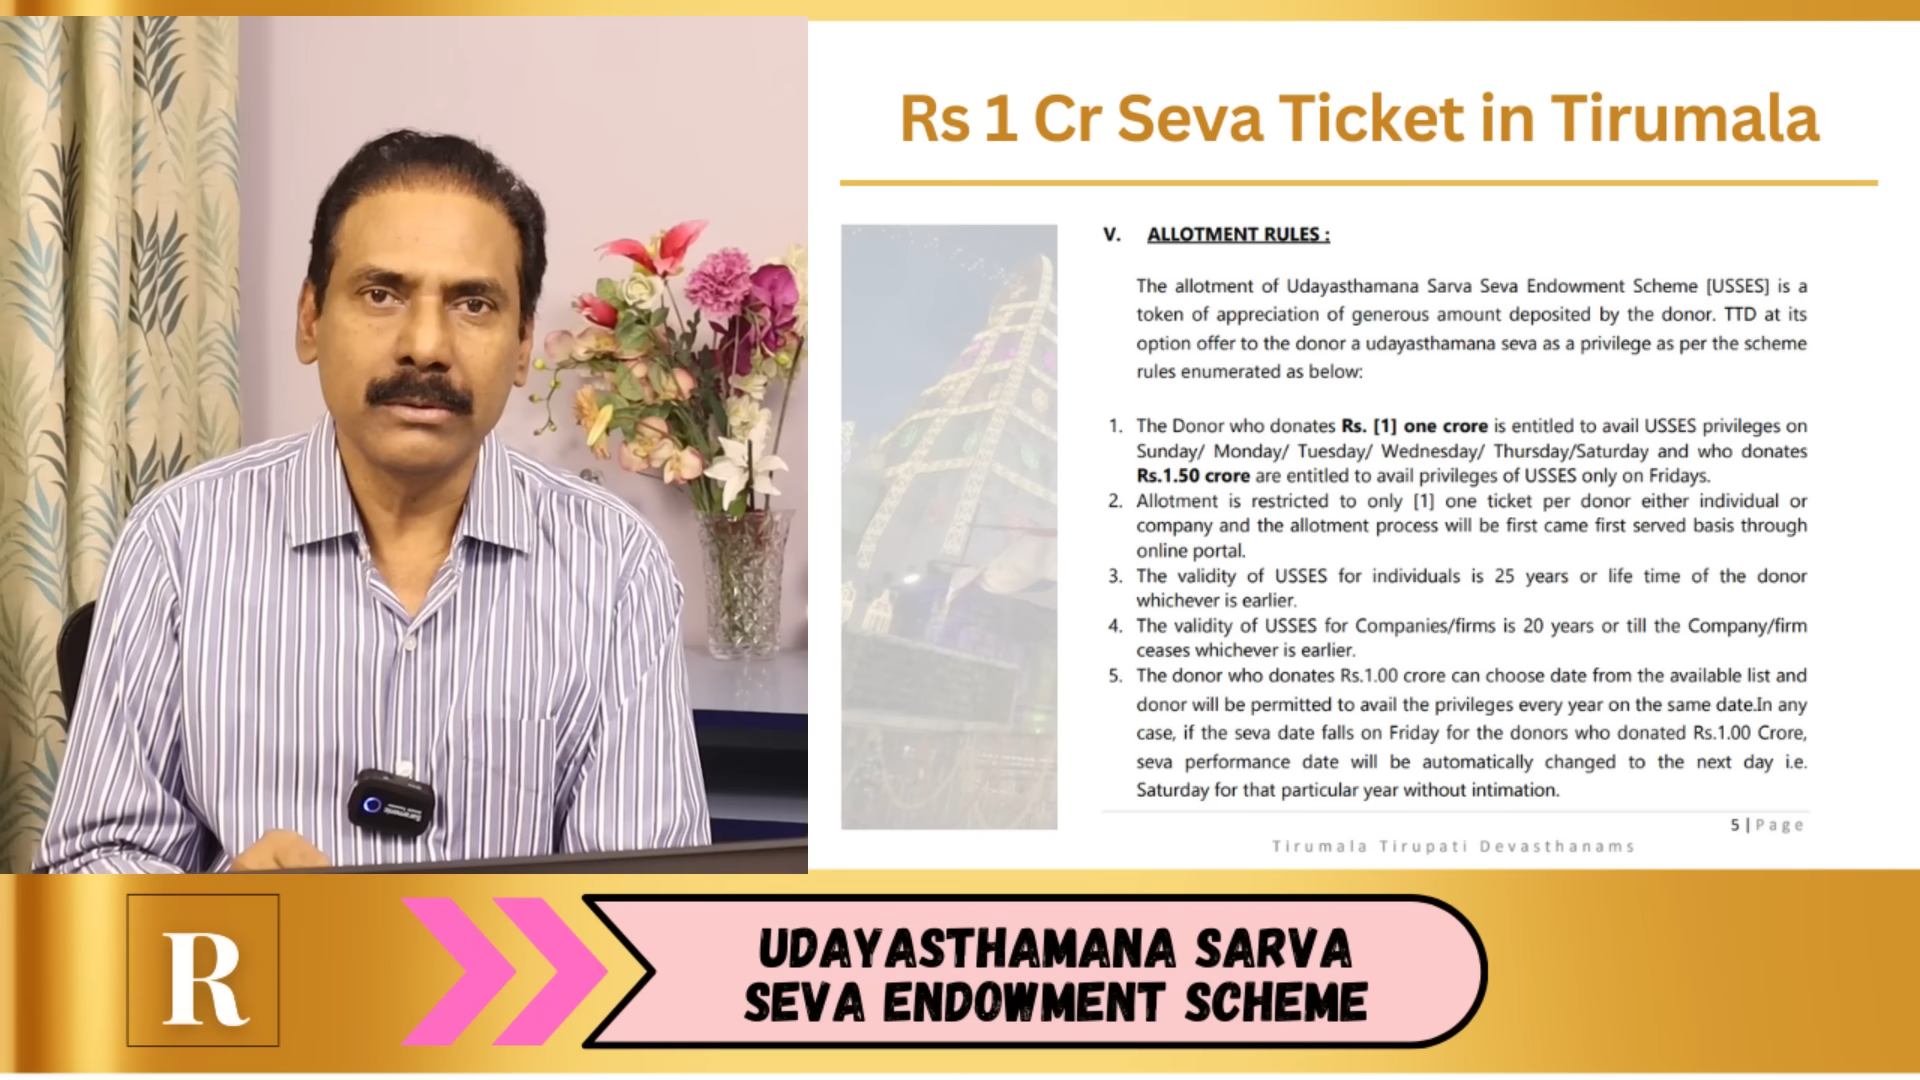 Rs 1 Cr Seva Ticket in Tirumala
V. ALLOTMENT RULES :
The allotment of Udayasthamana Sarva Seva Endowment Scheme [USSES] is a
token of appreciation of generous amount deposited by the donor. TTD at its
option offer to the donor a udayasthamana seva as a privilege as per the scheme
rules enumerated as below:
1. The Donor who donates Rs. [1] one crore is entitled to avail USSES privileges on
Sunday/ Monday/ Tuesday/ Wednesday/ Thursday/Saturday and who donates
Rs.1.50 crore are entitled to avail privileges of USSES only on Fridays.
2. Allotment is restricted to only [1] one ticket per donor either individual or
company and the allotment process will be first came first served basis through
online portal.
3. The validity of USSES for individuals is 25 years or life time of the donor
whichever is earlier.
4. The validity of USSES for Companies/firms is 20 years or till the Company/firm
ceases whichever is earlier.
5. The donor who donates Rs.1.00 crore can choose date from the available list and
donor will be permitted to avail the privileges every year on the same date.In any
case, if the seva date falls on Friday for the donors who donated Rs.1.00 Crore,
seva performance date will be automatically changed to the next day i.e.
Saturday for that particular year without intimation.
5 | Page
Tirumala Tirupati Devasthanams
R
UDAYASTHAMANA SARVA
SEVA ENDOWMENT SCHEME